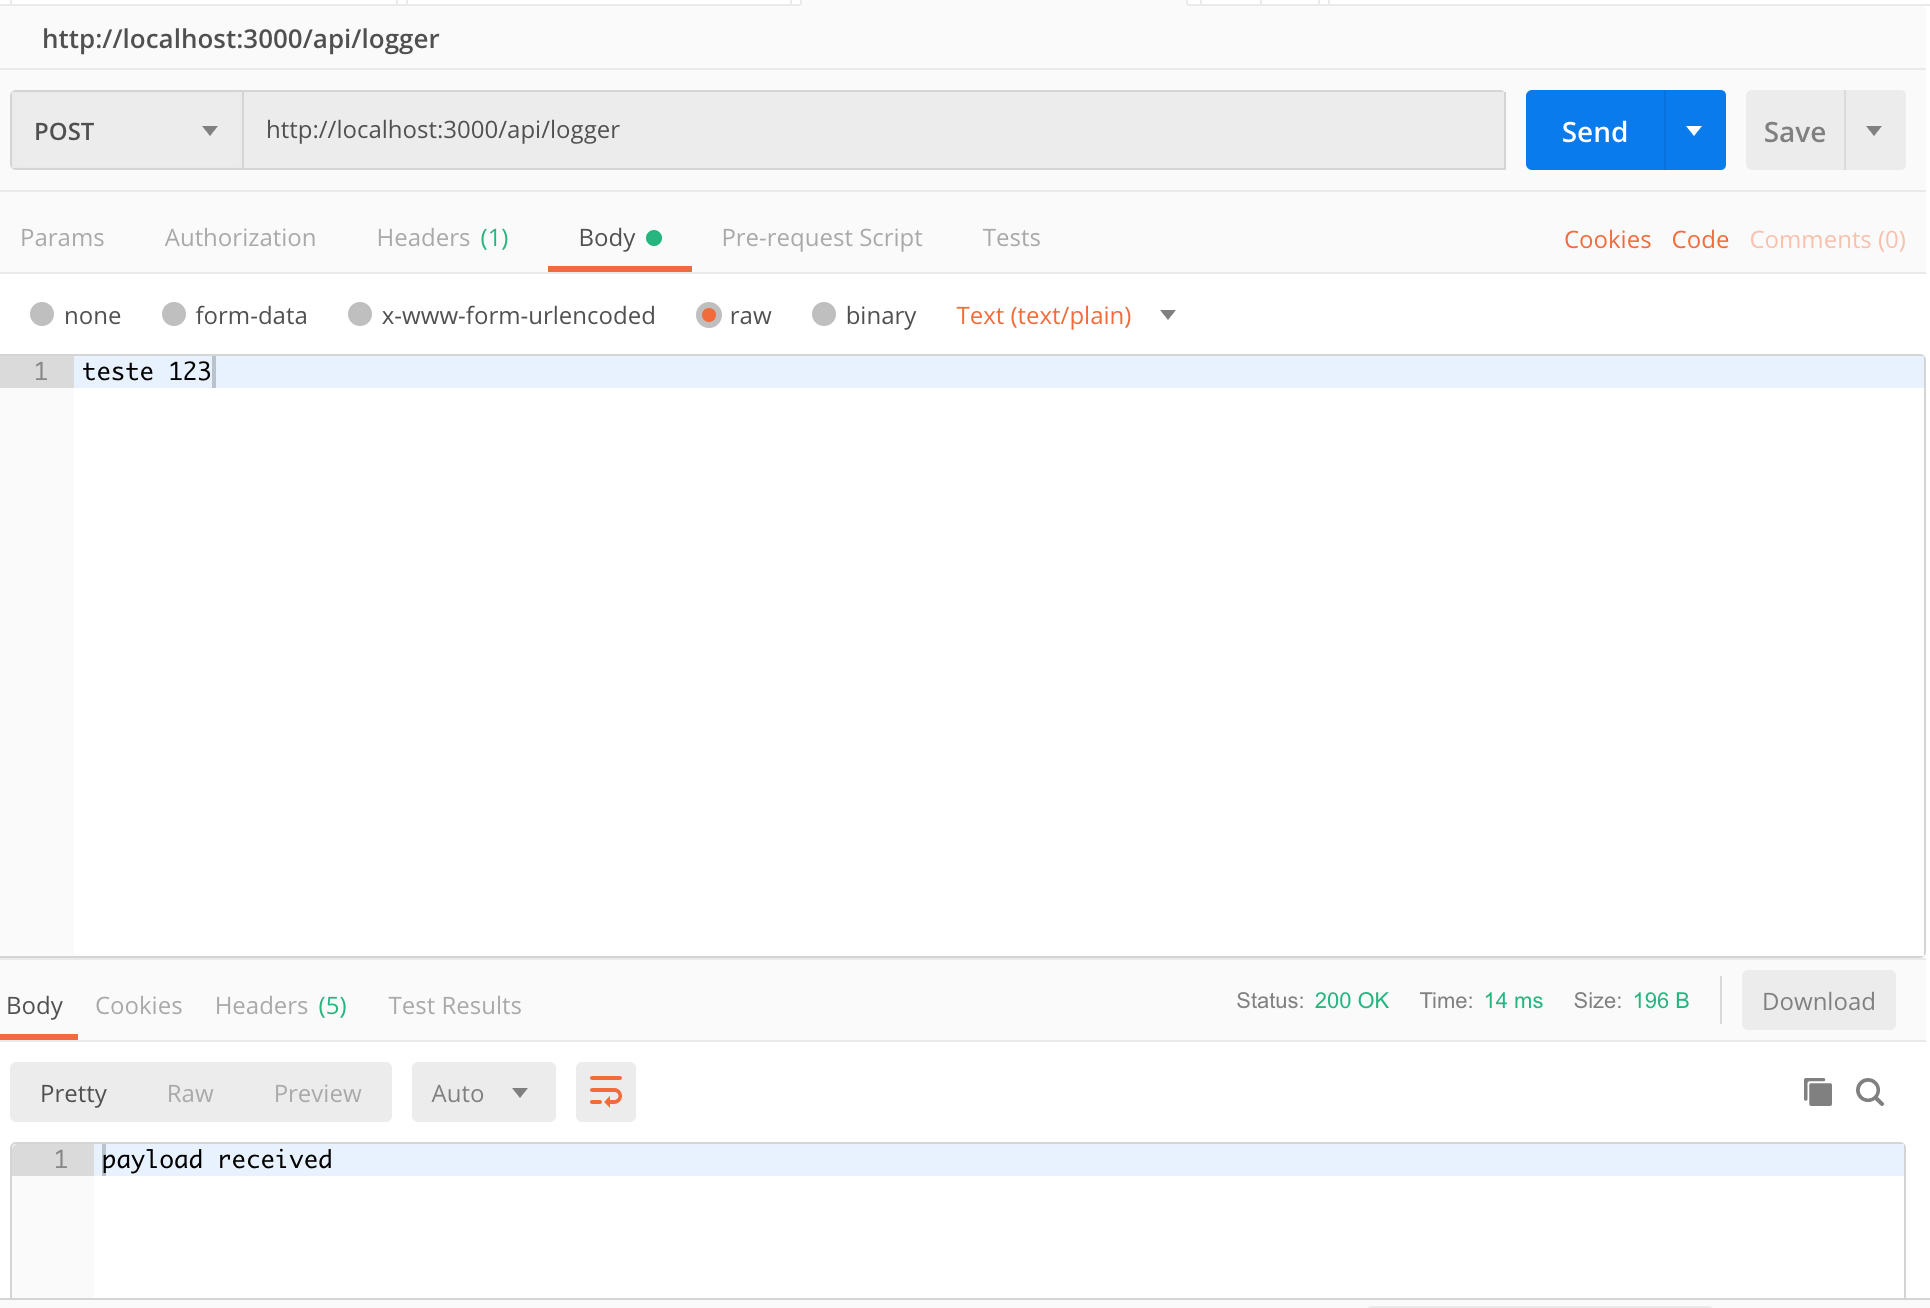 http://localhost:3000/api/logger
POST http://localhost:3000/api/logger Send Save
Params Authorization Headers (1) Body Pre-request Script Tests Cookies Code Comments (0)
none form-data x-www-form-urlencoded raw binary Text (text/plain)
1 teste 123
Body Cookies Headers (5) Test Results Status: 200 OK Time: 14 ms Size: 196 B Download
Pretty Raw Preview Auto
1 payload received